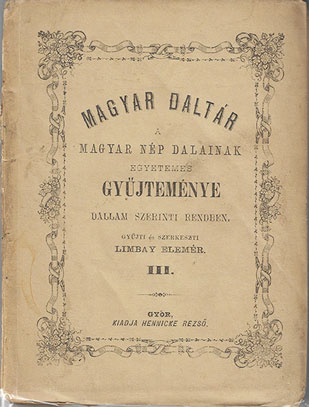 MAGYAR DALTÁR
A
MAGYAR NÉP DALAINAK
EGYETEMES
GYŰJTEMÉNYE
DALLAM SZERINTI RENDBEN.
GYŰJTI és SZERKESZTI
LIMBAY ELEMÉR.
III.
GYŐR,
KIADJA HENNICKE REZSŐ.